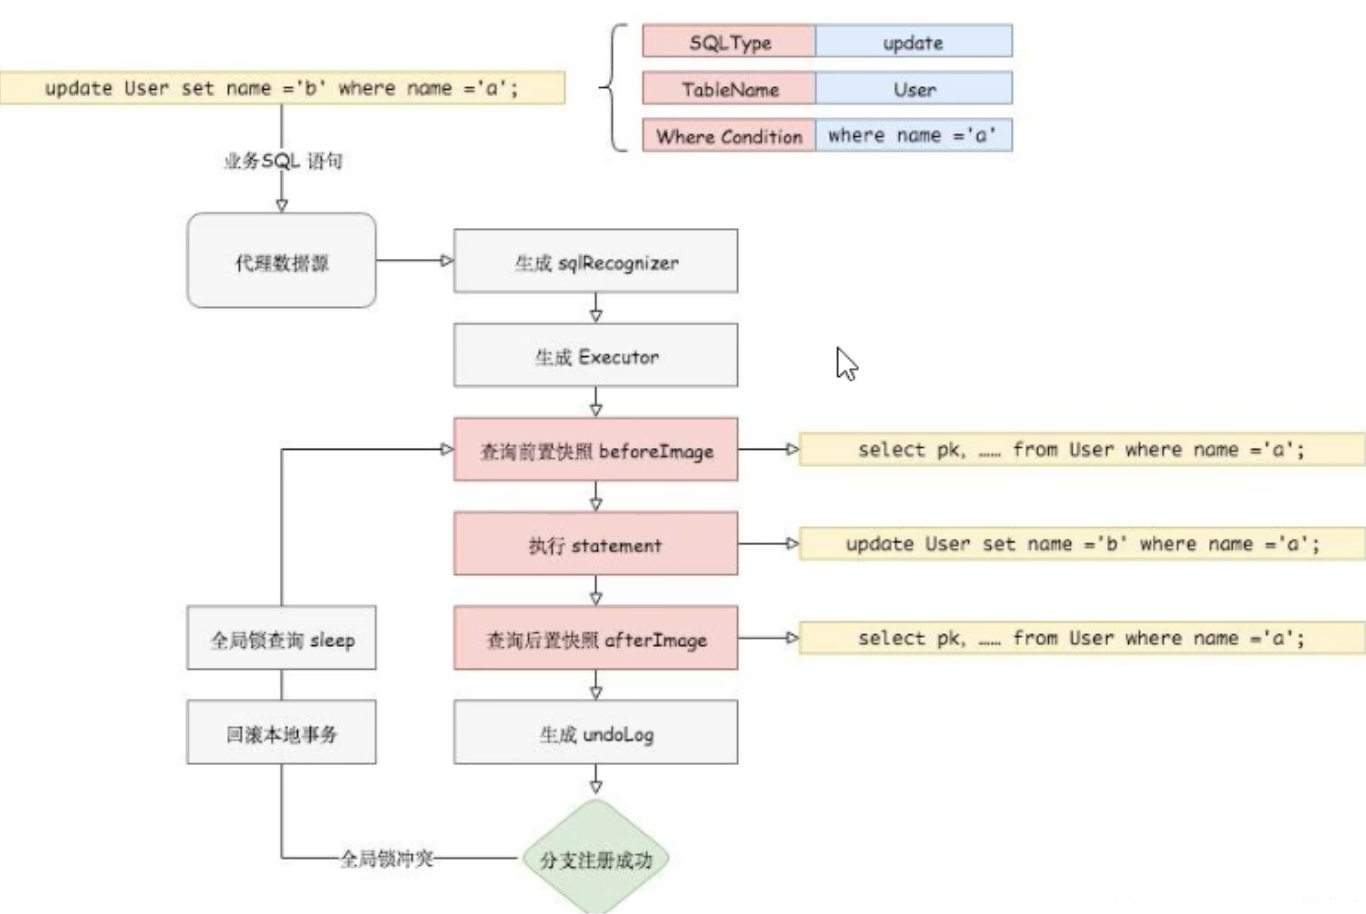 SQLType update
update User set name ='b' where name ='a';
TableName User
Where Condition where name ='a'
业务SQL 语句
代理数据源
生成 sqlRecognizer
生成 Executor
查询前置快照 beforeImage
select pk, …… from User where name ='a';
执行 statement
update User set name ='b' where name ='a';
全局锁查询 sleep
查询后置快照 afterImage
select pk, …… from User where name ='a';
回滚本地事务
生成 undoLog
全局锁冲突
分支注册成功